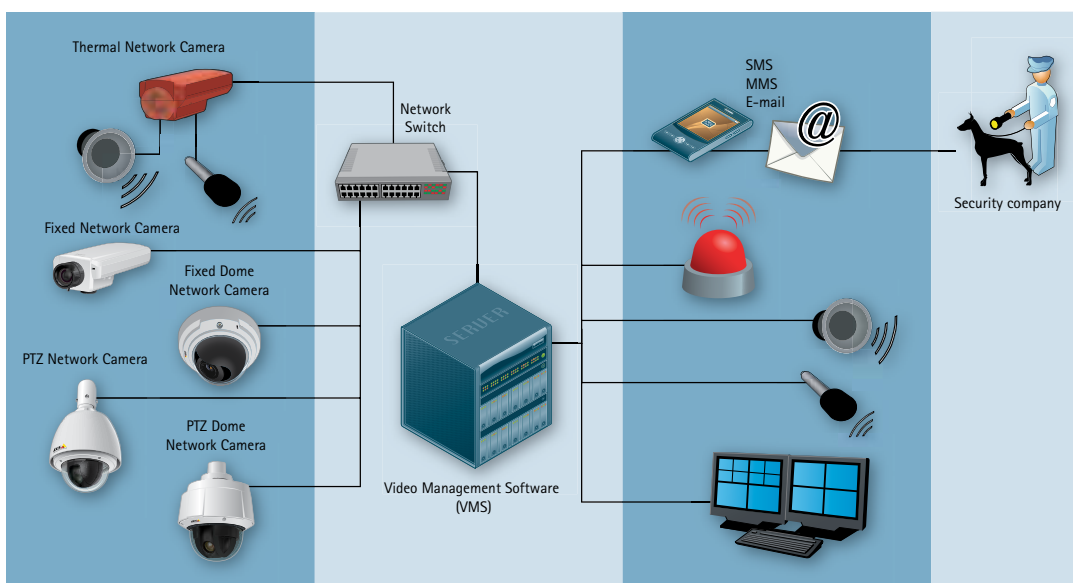 Thermal Network Camera
Network
Switch
Fixed Network Camera
Fixed Dome
Network Camera
PTZ Network Camera
PTZ Dome
Network Camera
SERVER
Video Management Software
(VMS)
SMS
MMS
E-mail
@
Security company